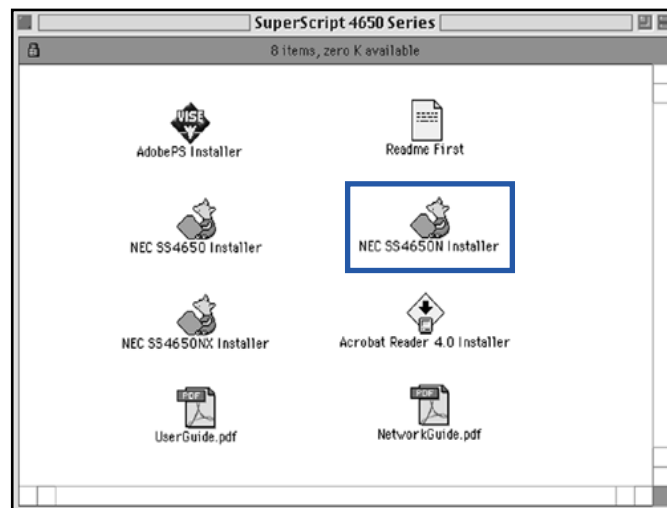 SuperScript 4650 Series
8 items, zero K available
VISE
AdobePS Installer
Readme First
NEC SS4650 Installer
NEC SS4650N Installer
NEC SS4650NX Installer
Acrobat Reader 4.0 Installer
PDF
UserGuide.pdf
PDF
NetworkGuide.pdf